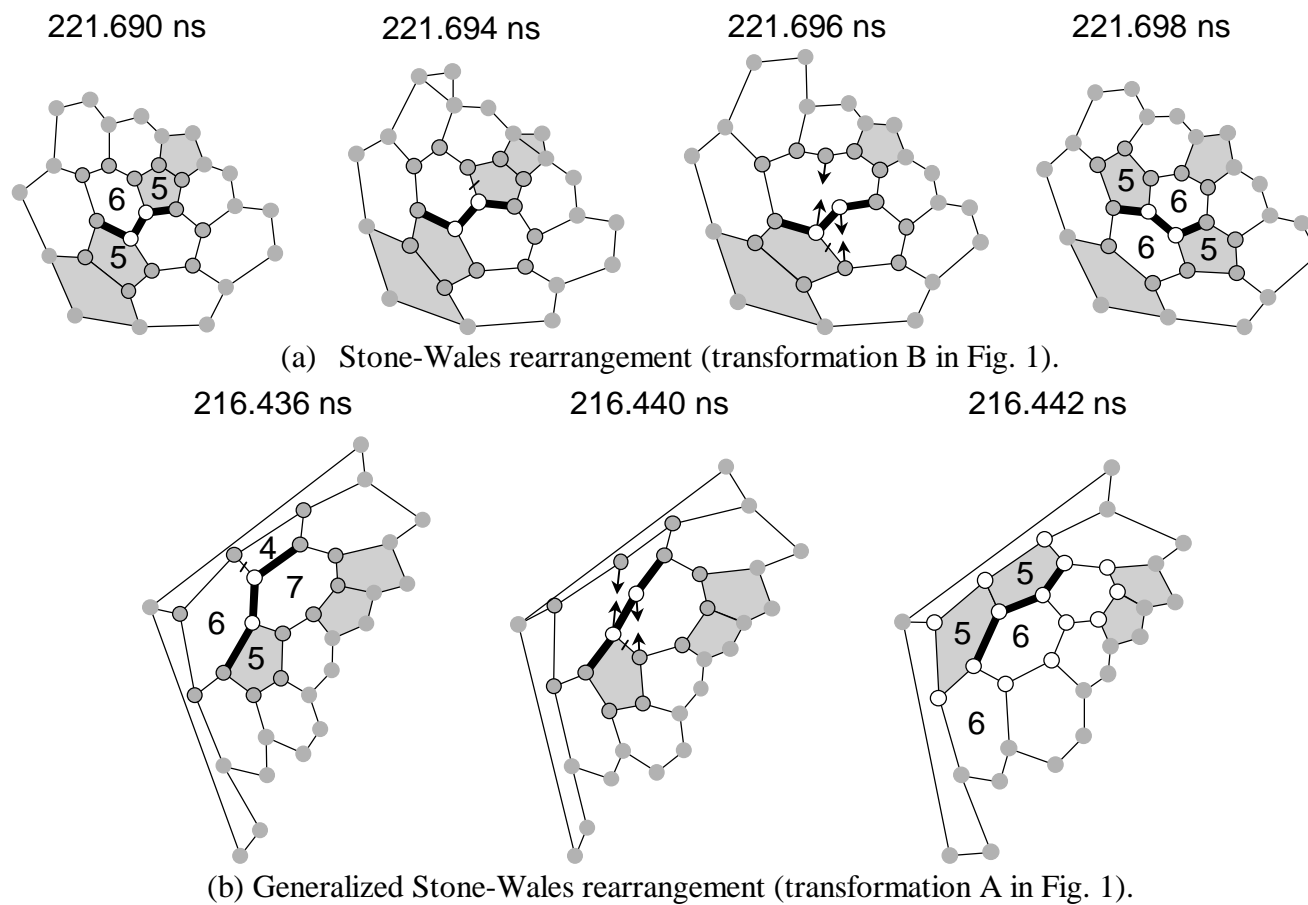 221.690 ns 221.694 ns 221.696 ns 221.698 ns
6 5 5 5 6 6 5
(a) Stone-Wales rearrangement (transformation B in Fig. 1).
216.436 ns 216.440 ns 216.442 ns
4 7 6 5 5 5 6 6
(b) Generalized Stone-Wales rearrangement (transformation A in Fig. 1).